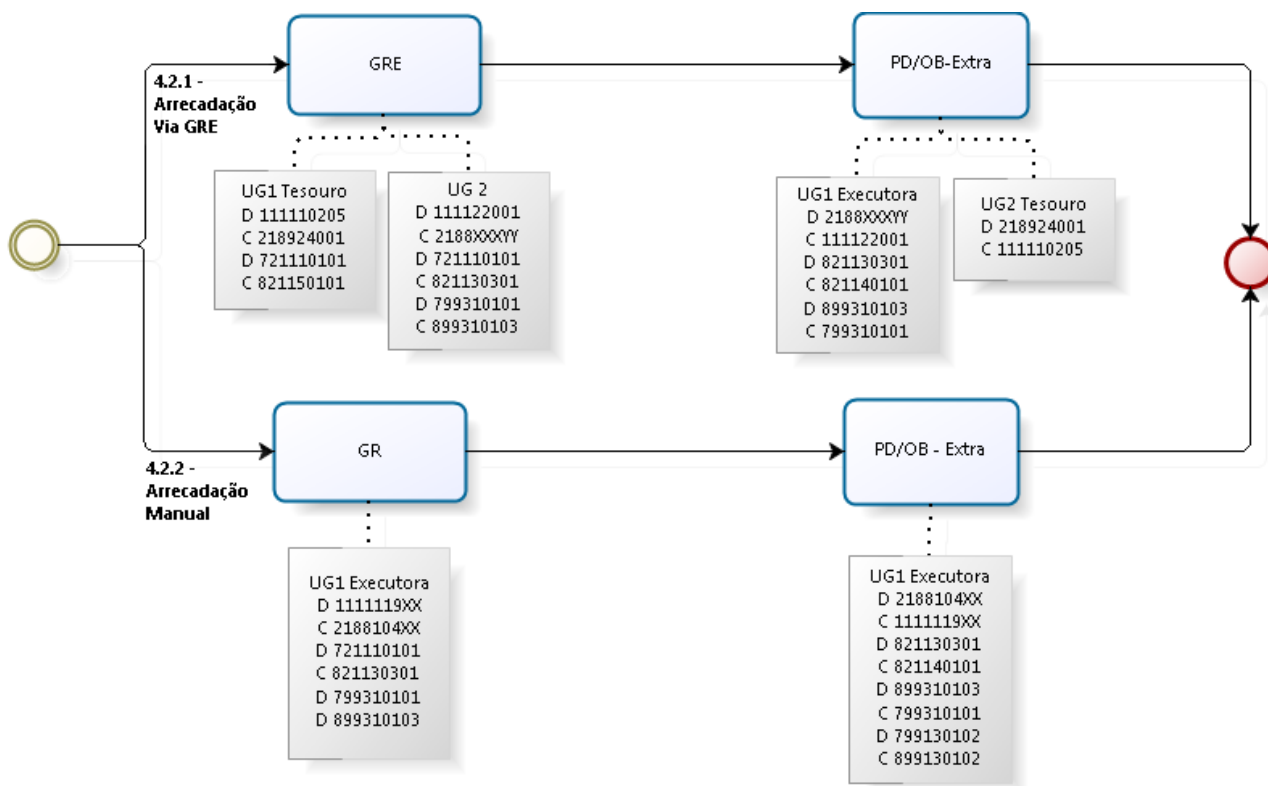 GRE
PD/OB-Extra
4.2.1 -
Arrecadação
Via GRE
UG1 Tesouro
D 111110205
C 218924001
D 721110101
C 821150101
UG 2
D 111122001
C 2188XXXYY
D 721110101
C 821130301
D 799310101
C 899310103
UG1 Executora
D 2188XXXYY
C 111122001
D 821130301
C 821140101
D 899310103
C 799310101
UG2 Tesouro
D 218924001
C 111110205
GR
PD/OB - Extra
4.2.2 -
Arrecadação
Manual
UG1 Executora
D 1111119XX
C 2188104XX
D 721110101
C 821130301
D 799310101
D 899310103
UG1 Executora
D 2188104XX
C 1111119XX
D 821130301
C 821140101
D 899310103
C 799310101
D 799130102
C 899130102